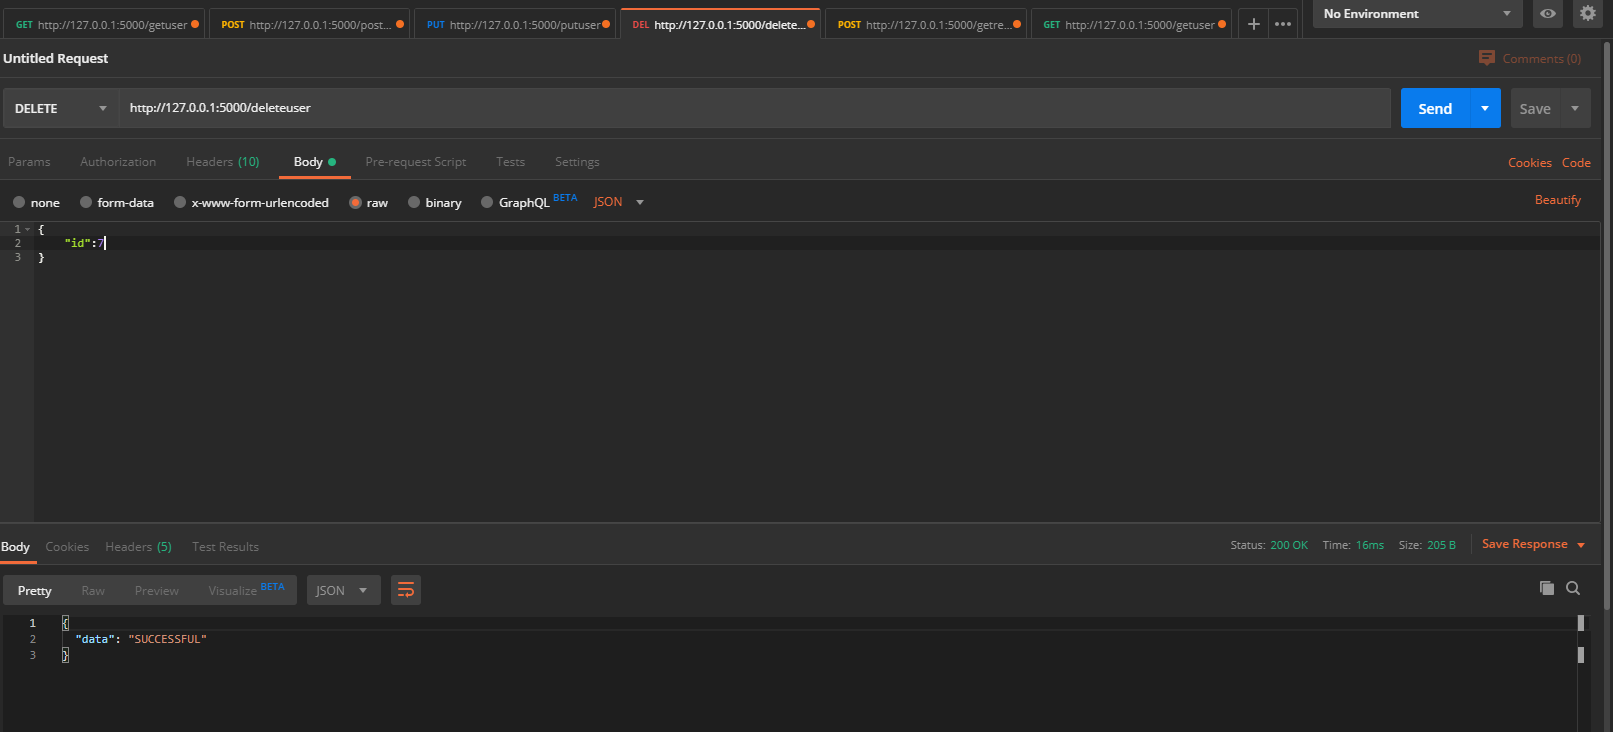 GET http://127.0.0.1:5000/getuser POST http://127.0.0.1:5000/post... PUT http://127.0.0.1:5000/putuser DEL http://127.0.0.1:5000/delete... POST http://127.0.0.1:5000/getre... GET http://127.0.0.1:5000/getuser + ••• No Environment
Untitled Request Comments (0)
DELETE http://127.0.0.1:5000/deleteuser Send Save
Params Authorization Headers (10) Body Pre-request Script Tests Settings Cookies Code
none form-data x-www-form-urlencoded raw binary GraphQL BETA JSON Beautify
1 {
2 "id":7
3 }
Body Cookies Headers (5) Test Results Status: 200 OK Time: 16ms Size: 205 B Save Response
Pretty Raw Preview Visualize BETA JSON
1 {
2 "data": "SUCCESSFUL"
3 }